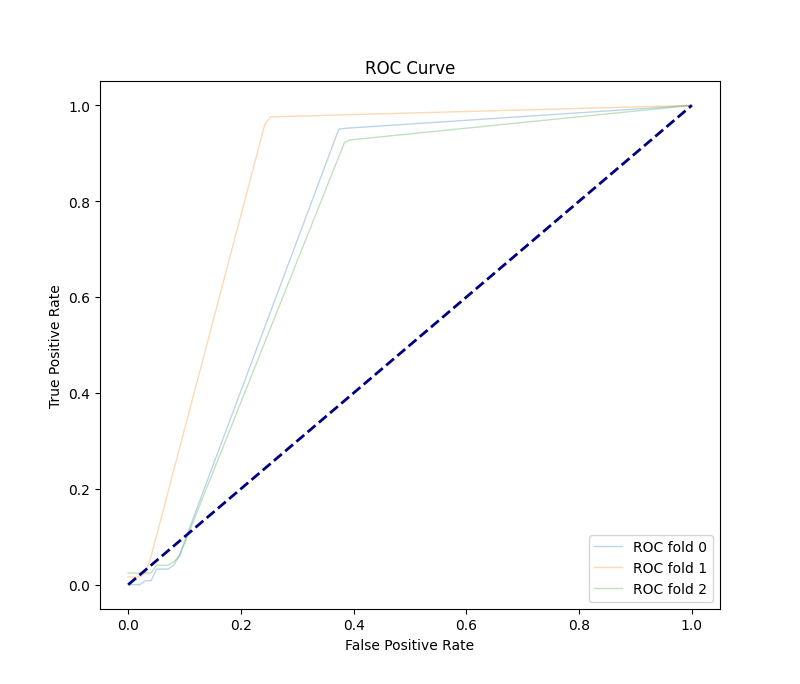 ROC Curve
True Positive Rate
1.0
0.8
0.6
0.4
0.2
0.0
0.0 0.2 0.4 0.6 0.8 1.0
False Positive Rate
ROC fold 0
ROC fold 1
ROC fold 2